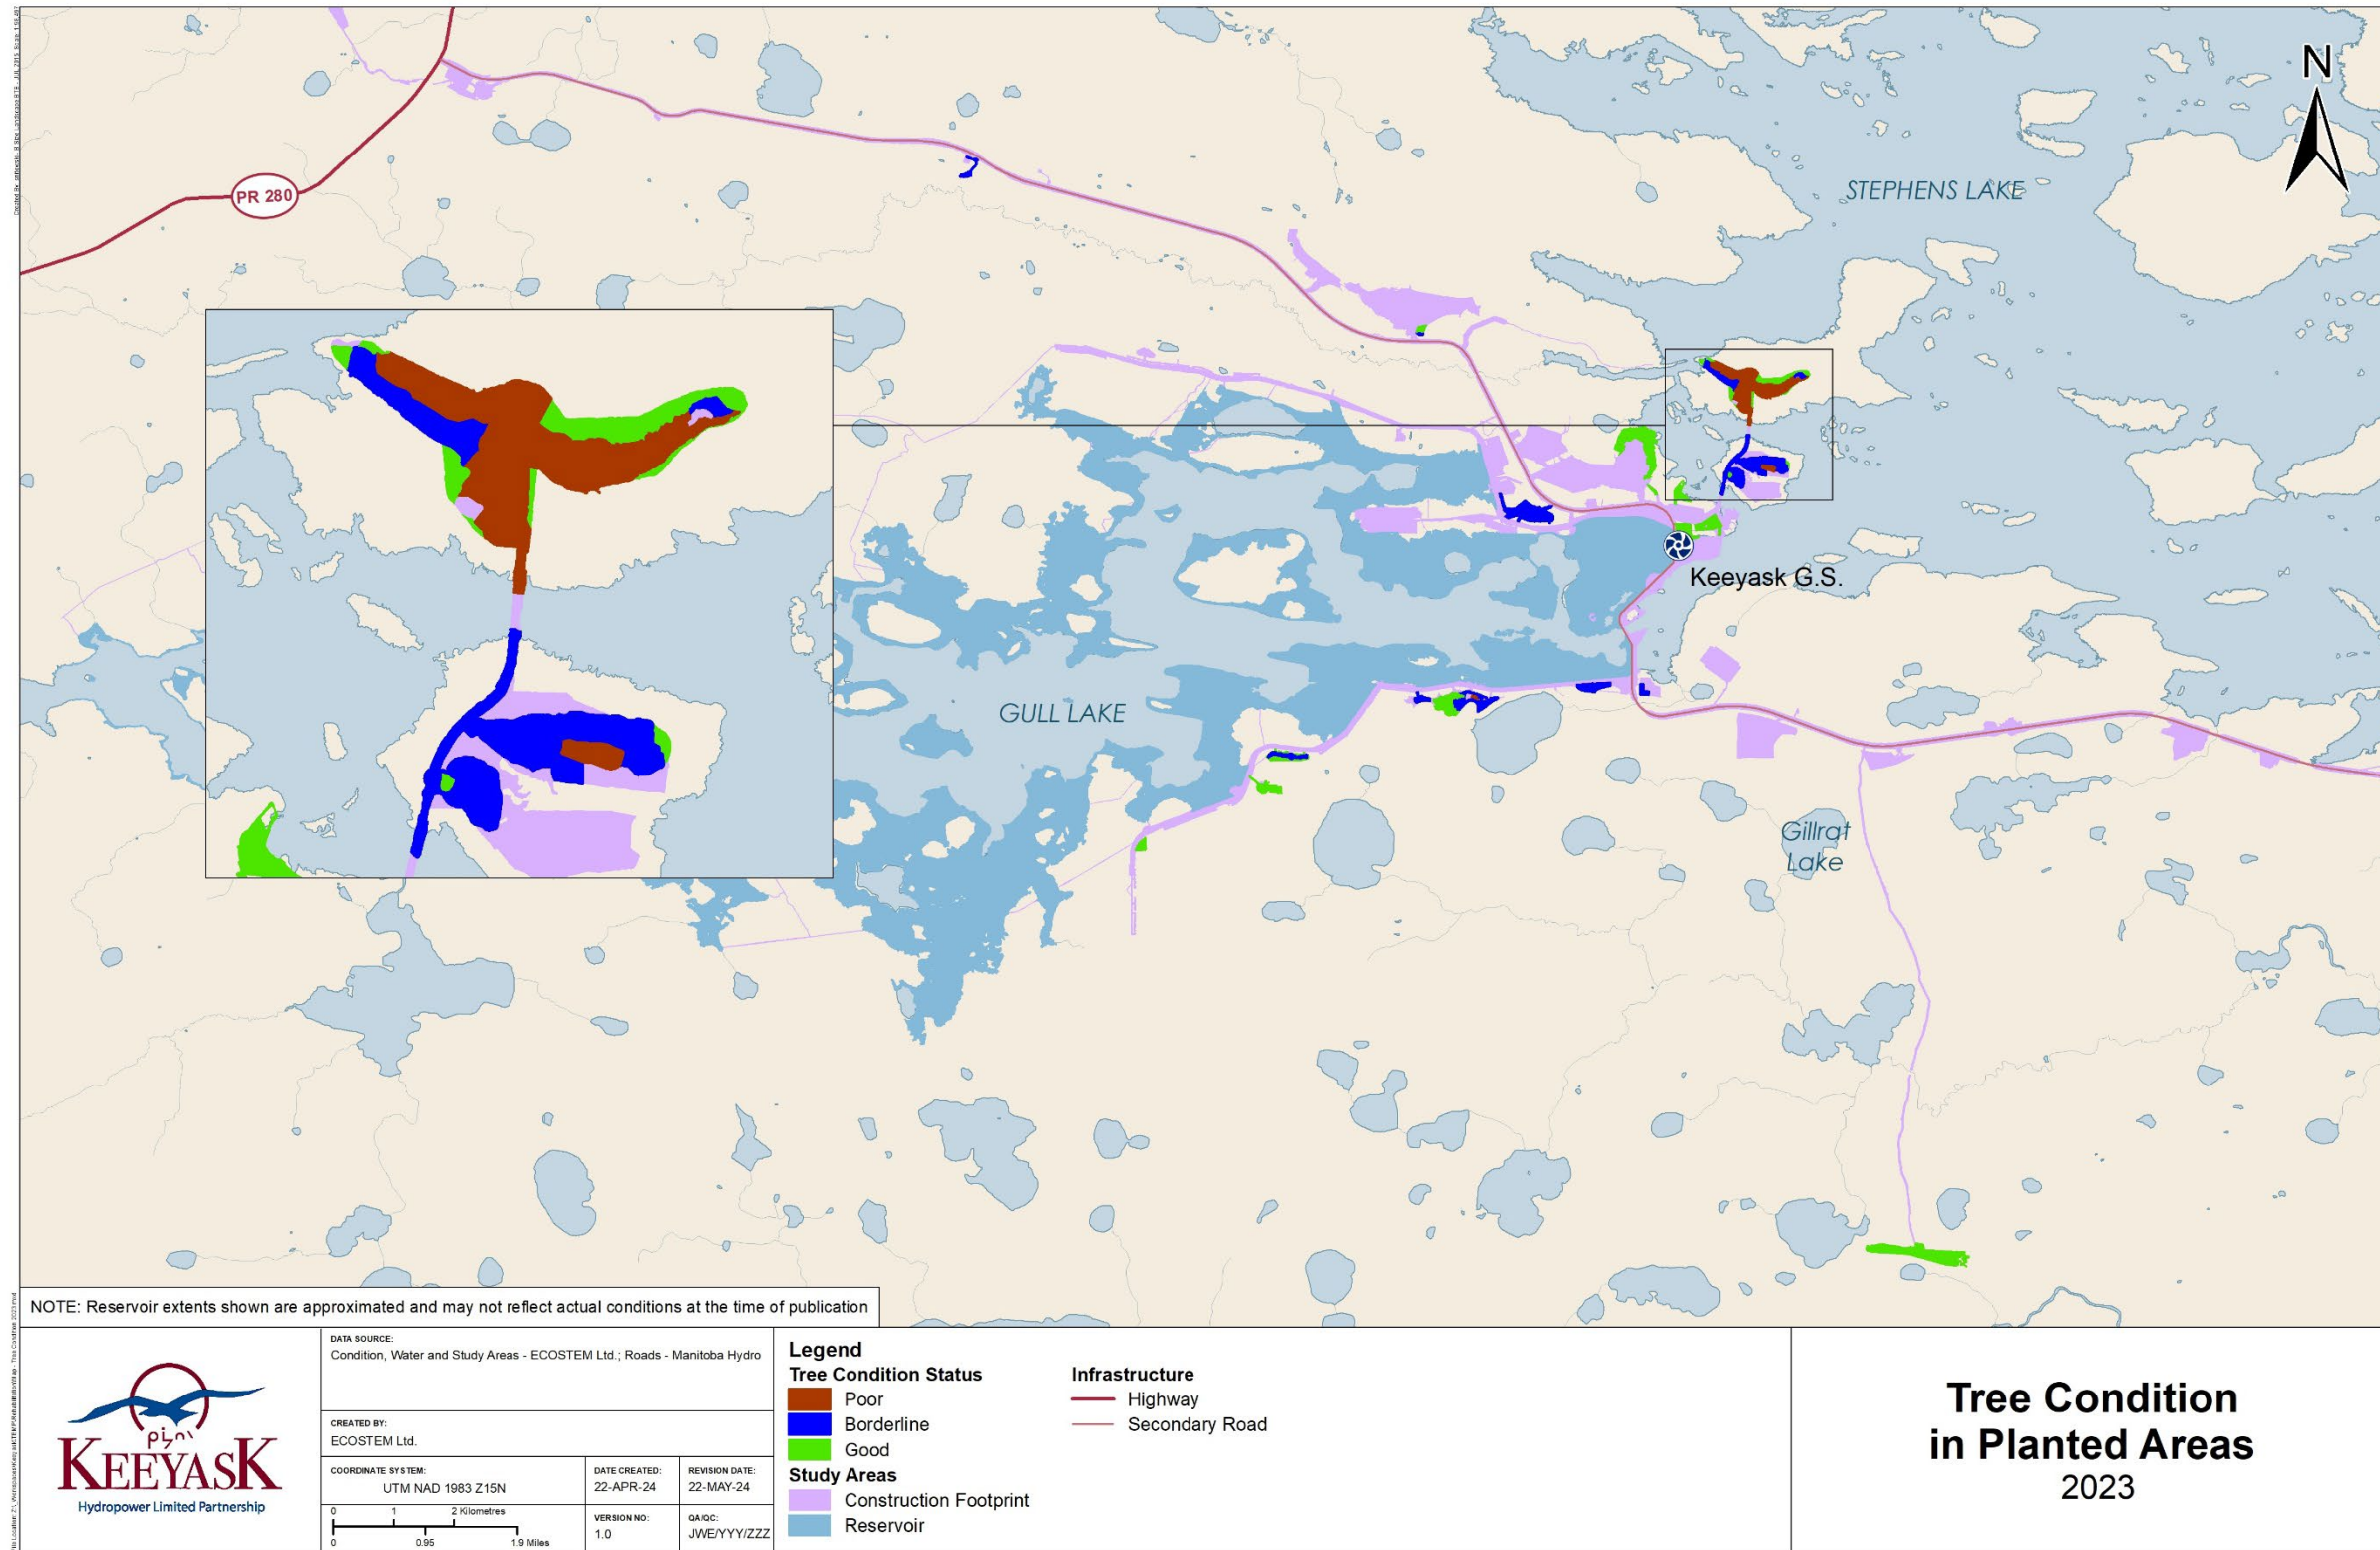 N
PR 280
STEPHENS LAKE
Keeyask G.S.
GULL LAKE
Gillrat
Lake
NOTE: Reservoir extents shown are approximated and may not reflect actual conditions at the time of publication
KEEYASK
Hydropower Limited Partnership
DATA SOURCE:
Condition, Water and Study Areas - ECOSTEM Ltd.; Roads - Manitoba Hydro
CREATED BY:
ECOSTEM Ltd.
COORDINATE SYSTEM:
UTM NAD 1983 Z15N
DATE CREATED:
22-APR-24
REVISION DATE:
22-MAY-24
0 1 2 Kilometres
0 0.95 1.9 Miles
VERSION NO:
1.0
QA/QC:
JWE/YYY/ZZZ
Legend
Tree Condition Status
Poor
Borderline
Good
Study Areas
Construction Footprint
Reservoir
Infrastructure
Highway
Secondary Road
Tree Condition
in Planted Areas
2023